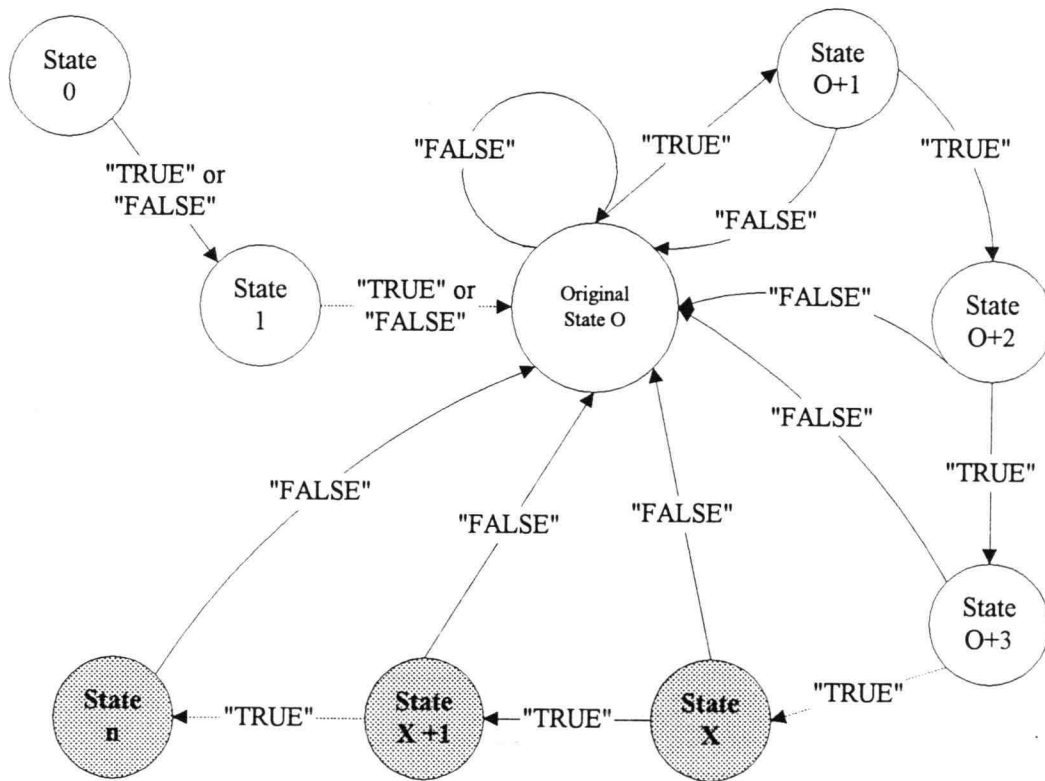 State
0
"TRUE" or
"FALSE"
State
1
"TRUE" or
"FALSE"
"FALSE"
Original
State O
"TRUE"
State
O+1
"FALSE"
"TRUE"
State
O+2
"FALSE"
"TRUE"
State
O+3
"FALSE"
"TRUE"
State
X
"FALSE"
"TRUE"
State
X +1
"FALSE"
"TRUE"
State
n
"FALSE"